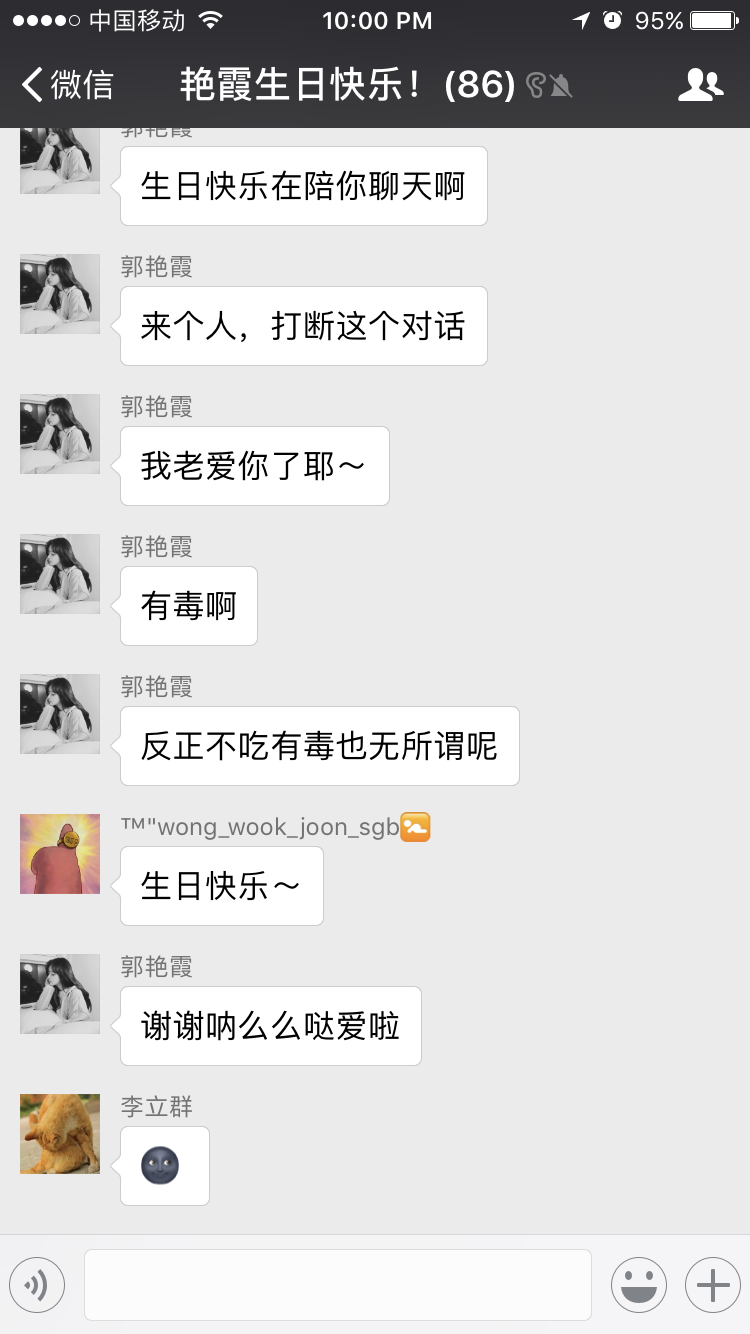 中国移动 10:00 PM 95%
微信 艳霞生日快乐！(86)
郭艳霞
生日快乐在陪你聊天啊
郭艳霞
来个人，打断这个对话
郭艳霞
我老爱你了耶～
郭艳霞
有毒啊
郭艳霞
反正不吃有毒也无所谓呢
™"wong_wook_joon_sgb
生日快乐～
郭艳霞
谢谢呐么么哒爱啦
李立群